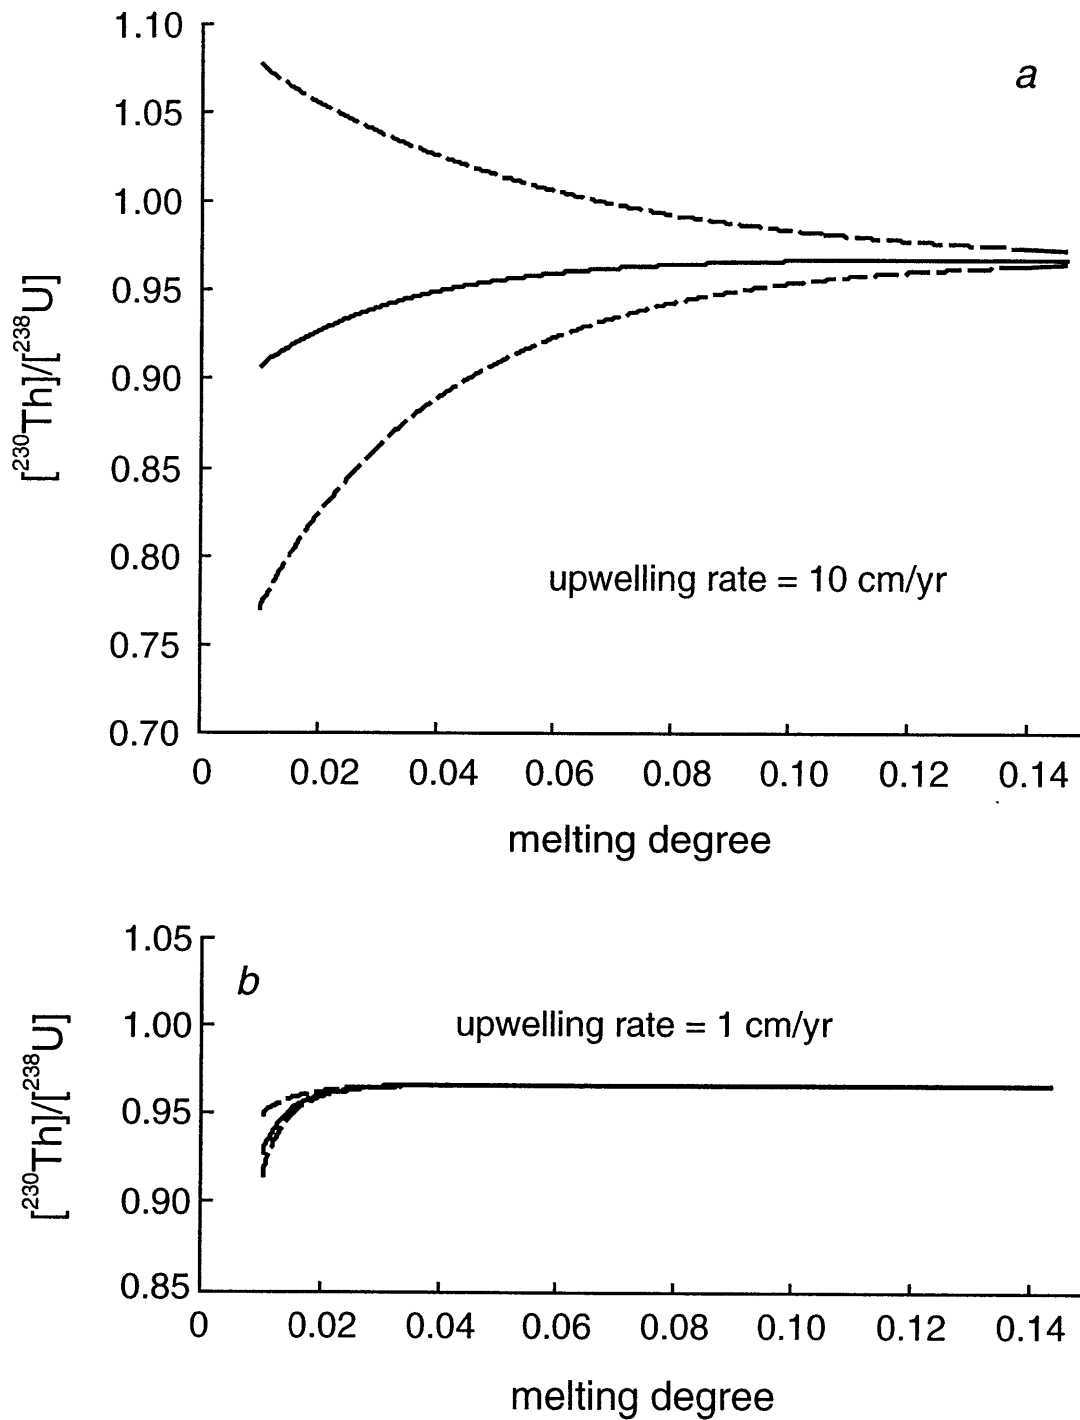 1.10
a
1.05
1.00
0.95
0.90
0.85
0.80
0.75
0.70
[²³⁰Th]/[²³⁸U]
upwelling rate = 10 cm/yr
0 0.02 0.04 0.06 0.08 0.10 0.12 0.14
melting degree
1.05
b
1.00
0.95
0.90
0.85
[²³⁰Th]/[²³⁸U]
upwelling rate = 1 cm/yr
0 0.02 0.04 0.06 0.08 0.10 0.12 0.14
melting degree